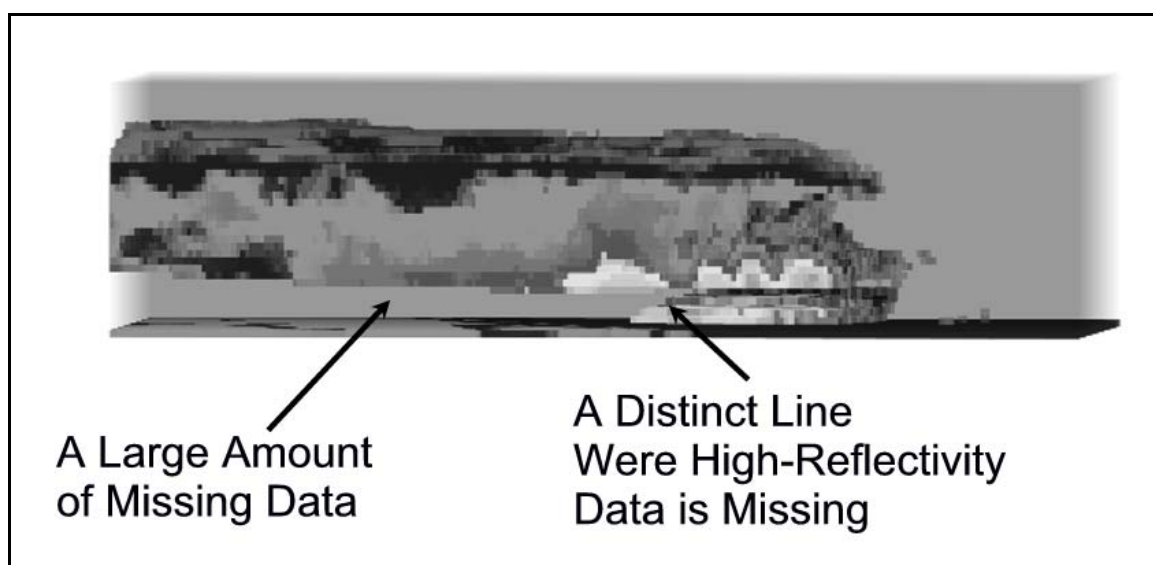 A Large Amount
of Missing Data
A Distinct Line
Were High-Reflectivity
Data is Missing